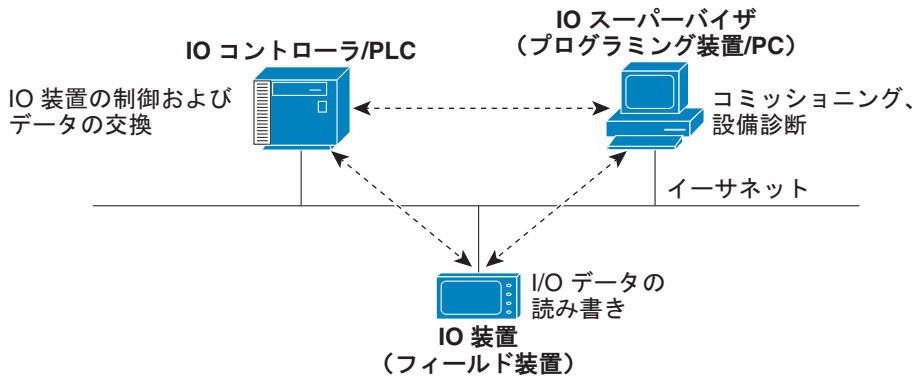 IO スーパーバイザ
（プログラミング装置/PC）
IO コントローラ/PLC
IO 装置の制御および
データの交換
コミッショニング、
設備診断
イーサネット
I/O データの
読み書き
IO 装置
（フィールド装置）